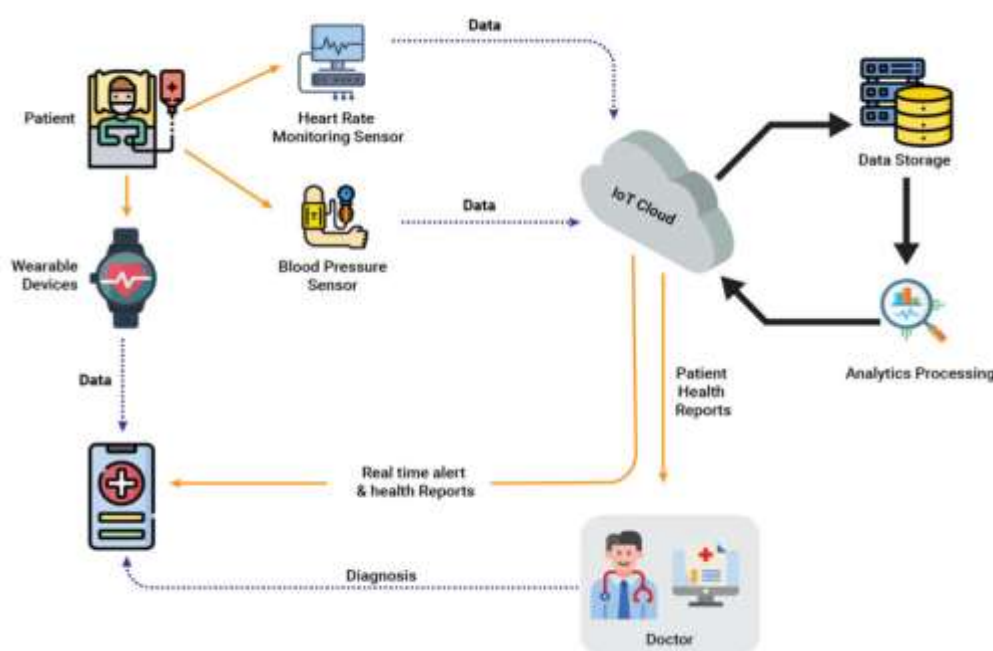 Data
Patient
Heart Rate
Monitoring Sensor
Data Storage
IoT Cloud
Data
Wearable
Devices
Blood Pressure
Sensor
Data
Patient
Health
Reports
Analytics Processing
Real time alert
& health Reports
Diagnosis
Doctor